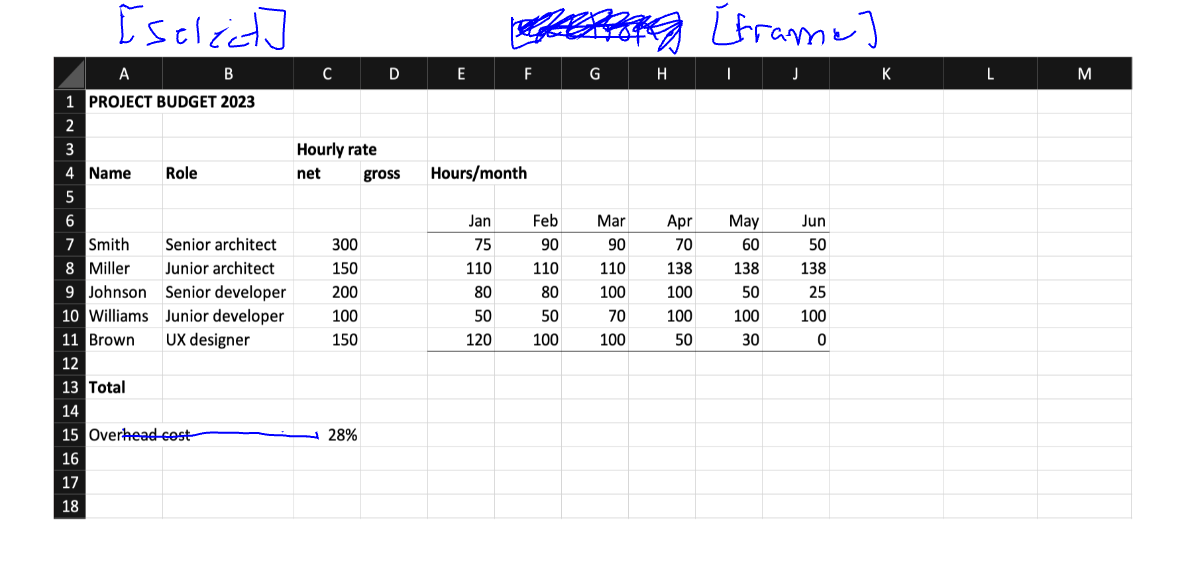 [Select] [Frame]
A B C D E F G H I J K L M
1 PROJECT BUDGET 2023
2
3 Hourly rate
4 Name Role net gross Hours/month
5
6 Jan Feb Mar Apr May Jun
7 Smith Senior architect 300 75 90 90 70 60 50
8 Miller Junior architect 150 110 110 110 138 138 138
9 Johnson Senior developer 200 80 80 100 100 50 25
10 Williams Junior developer 100 50 50 70 100 100 100
11 Brown UX designer 150 120 100 100 50 30 0
12
13 Total
14
15 Overhead cost 28%
16
17
18